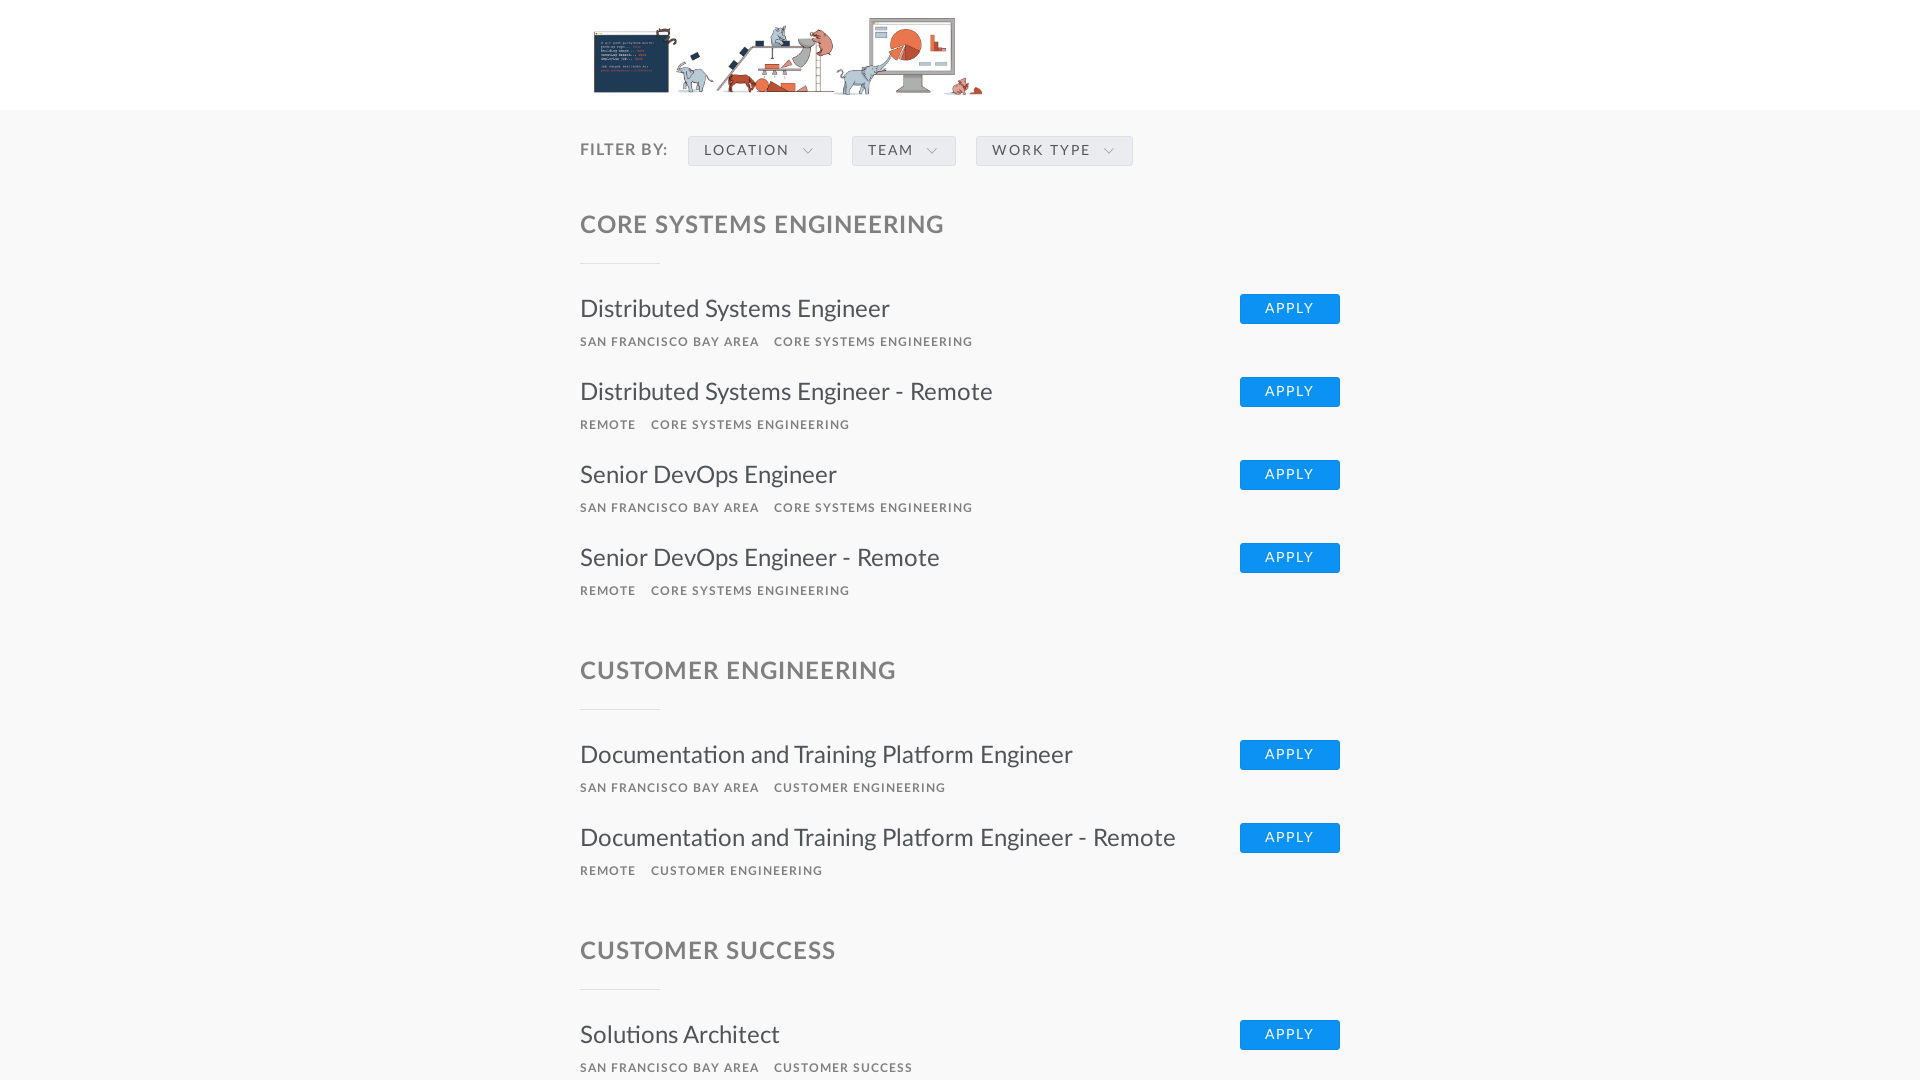 FILTER BY: LOCATION TEAM WORK TYPE
CORE SYSTEMS ENGINEERING
Distributed Systems Engineer APPLY
SAN FRANCISCO BAY AREA CORE SYSTEMS ENGINEERING
Distributed Systems Engineer - Remote APPLY
REMOTE CORE SYSTEMS ENGINEERING
Senior DevOps Engineer APPLY
SAN FRANCISCO BAY AREA CORE SYSTEMS ENGINEERING
Senior DevOps Engineer - Remote APPLY
REMOTE CORE SYSTEMS ENGINEERING
CUSTOMER ENGINEERING
Documentation and Training Platform Engineer APPLY
SAN FRANCISCO BAY AREA CUSTOMER ENGINEERING
Documentation and Training Platform Engineer - Remote APPLY
REMOTE CUSTOMER ENGINEERING
CUSTOMER SUCCESS
Solutions Architect APPLY
SAN FRANCISCO BAY AREA CUSTOMER SUCCESS